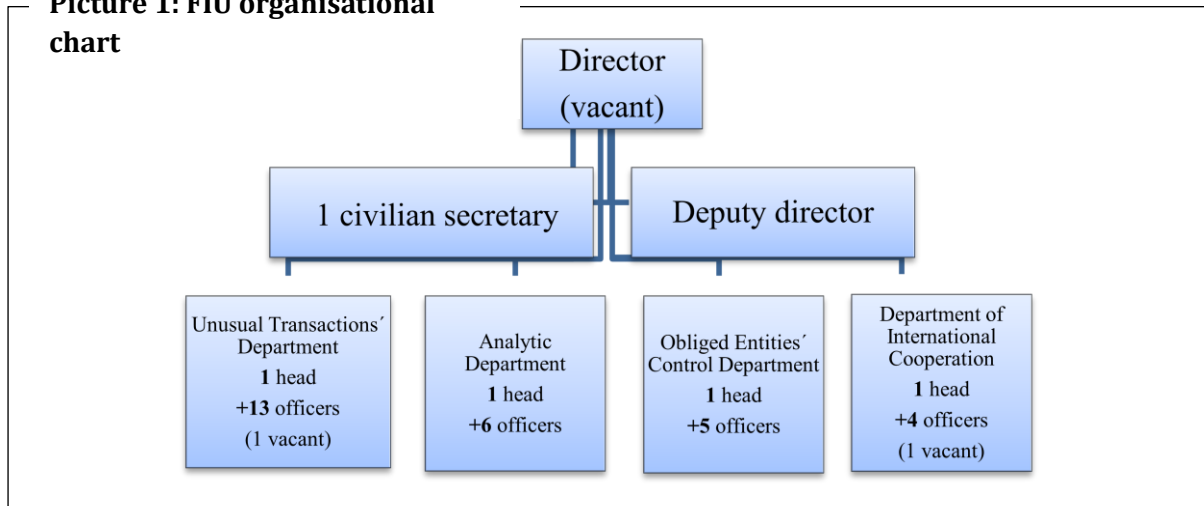 Picture 1: FIU organisational
chart
Director
(vacant)
1 civilian secretary
Deputy director
Unusual Transactions´
Department
1 head
+13 officers
(1 vacant)
Analytic
Department
1 head
+6 officers
Obliged Entities´
Control Department
1 head
+5 officers
Department of
International
Cooperation
1 head
+4 officers
(1 vacant)